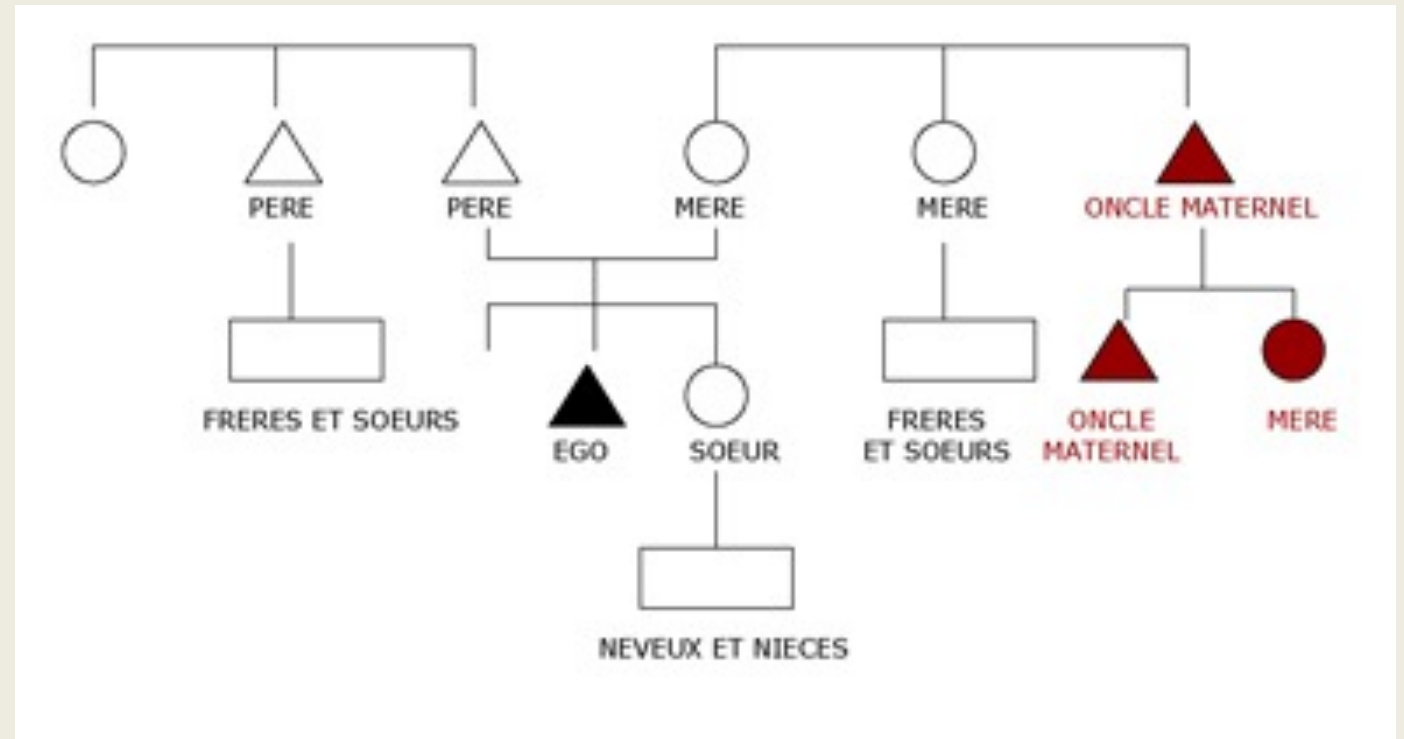 PERE
PERE
MERE
MERE
ONCLE MATERNEL
FRERES ET SOEURS
EGO
SOEUR
FRERES
ET SOEURS
ONCLE
MATERNEL
MERE
NEVEUX ET NIECES